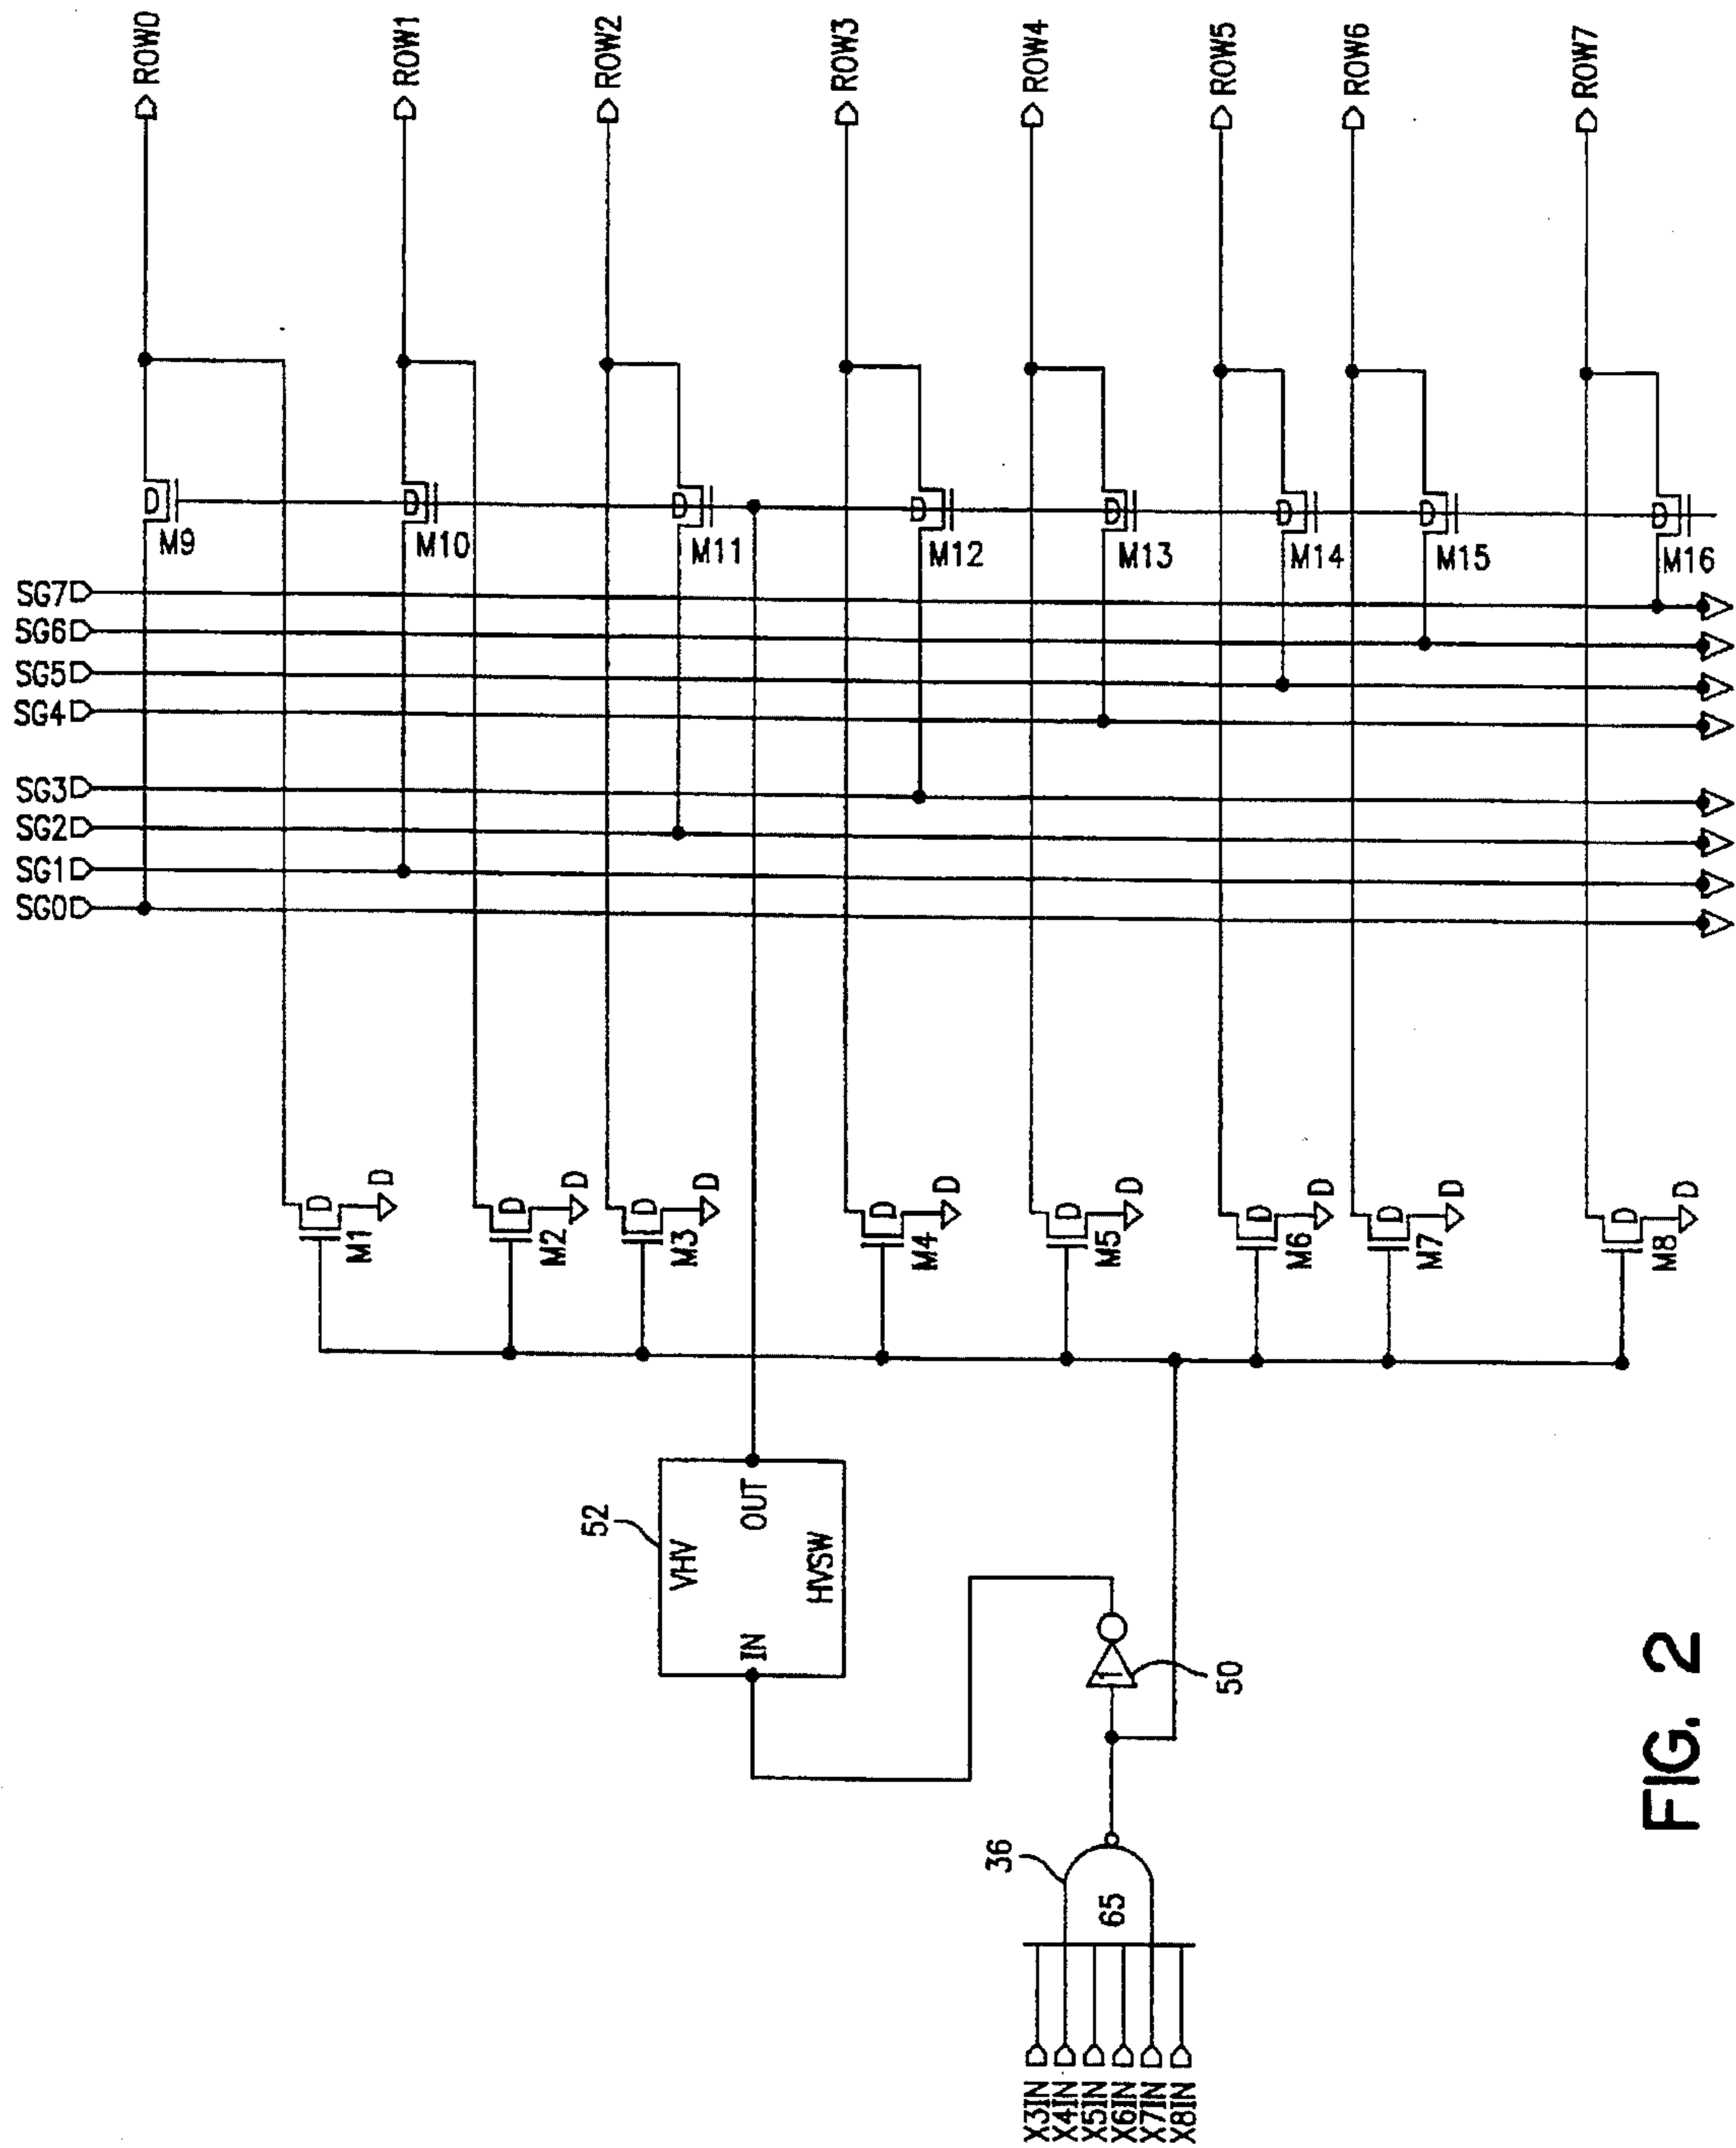 ROW0
ROW1
ROW2
ROW3
ROW4
ROW5
ROW6
ROW7
D
M9
D
M10
D
M11
D
M12
D
M13
D
M14
D
M15
D
M16
SG7
SG6
SG5
SG4
SG3
SG2
SG1
SG0
D
D
M1
D
D
M2
D
D
M3
D
D
M4
D
D
M5
D
D
M6
D
D
M7
D
D
M8
52
VHV
IN
OUT
HVSW
50
36
65
X3IN
X4IN
X5IN
X6IN
X7IN
X8IN
FIG. 2